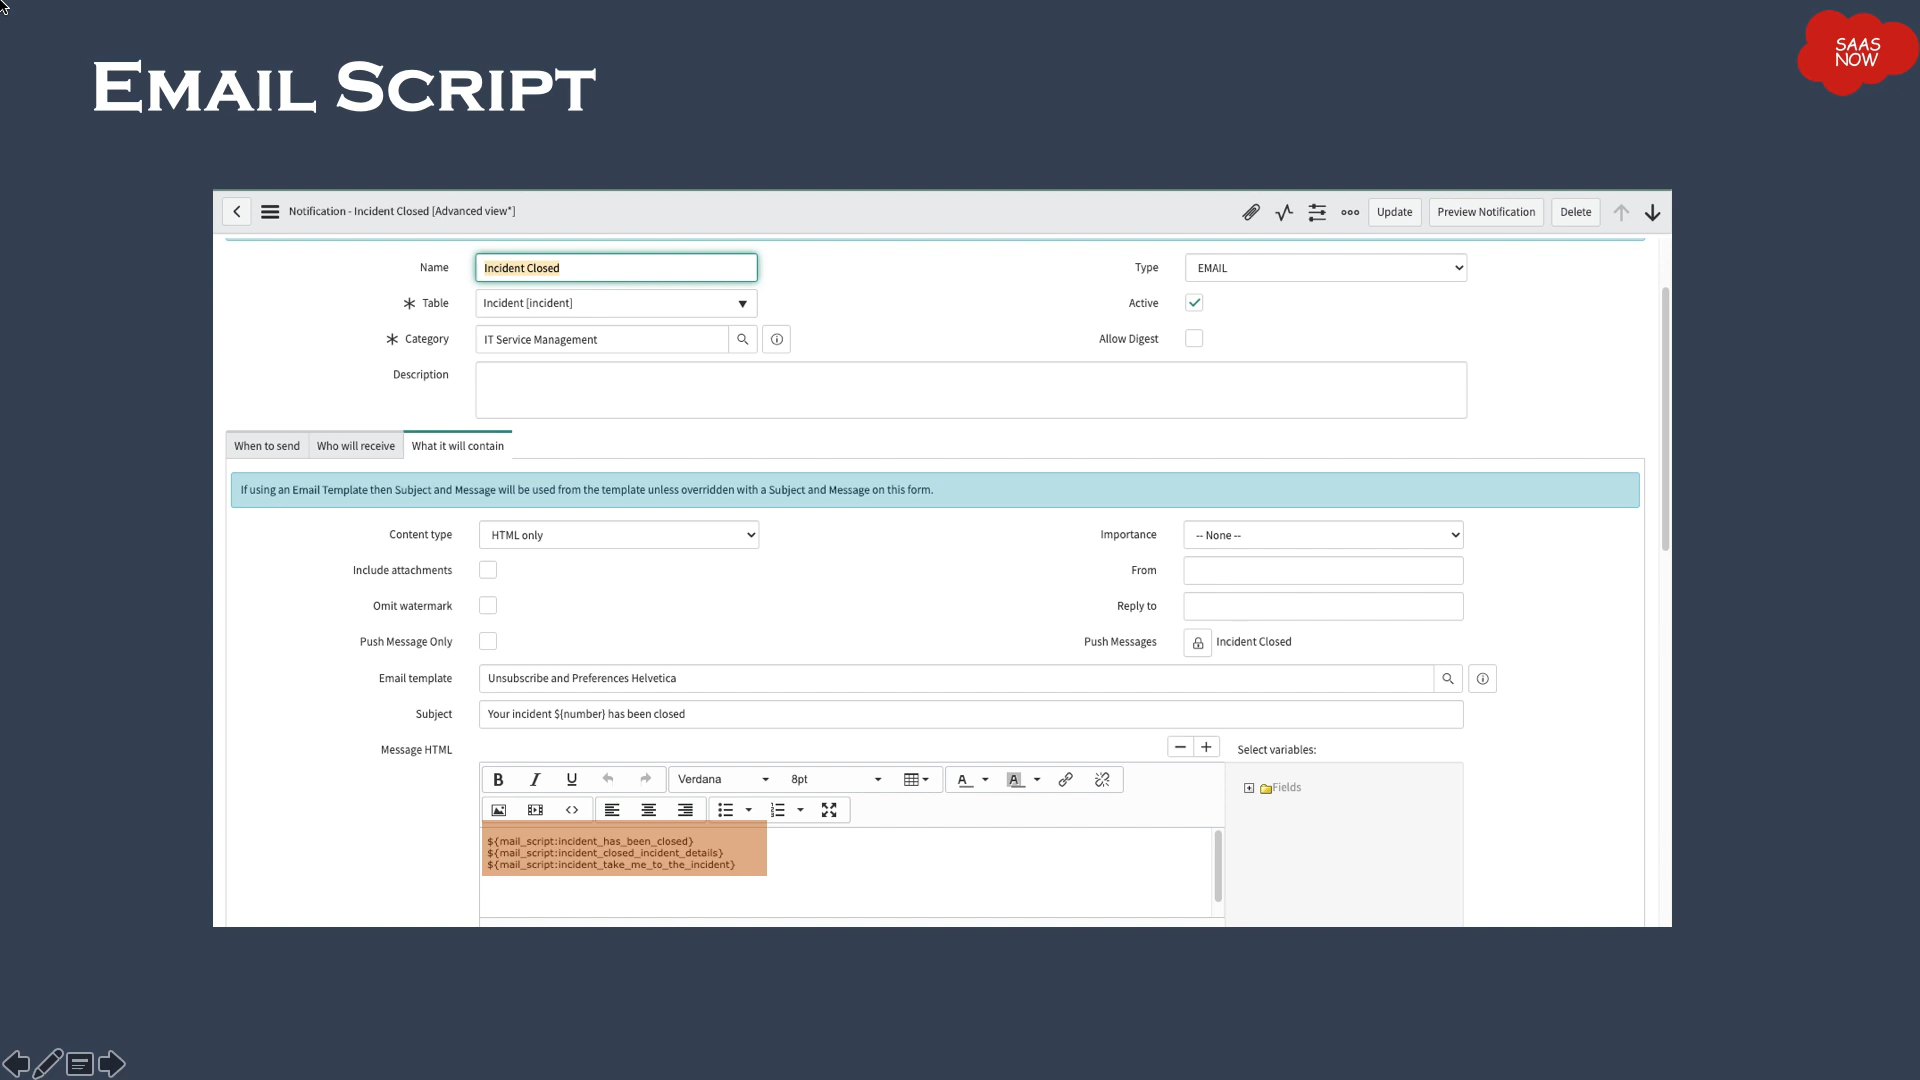 EMAIL SCRIPT
SAAS
NOW
Notification - Incident Closed [Advanced view*]
Update
Preview Notification
Delete
Name
Incident Closed
Type
EMAIL
Table
Incident [incident]
Active
Category
IT Service Management
Allow Digest
Description
When to send
Who will receive
What it will contain
If using an Email Template then Subject and Message will be used from the template unless overridden with a Subject and Message on this form.
Content type
HTML only
Importance
-- None --
Include attachments
From
Omit watermark
Reply to
Push Message Only
Push Messages
Incident Closed
Email template
Unsubscribe and Preferences Helvetica
Subject
Your incident ${number} has been closed
Message HTML
Select variables:
B I U
Verdana
8pt
A
A
Fields
${mail_script:incident_has_been_closed}
${mail_script:incident_closed_incident_details}
${mail_script:incident_take_me_to_the_incident}